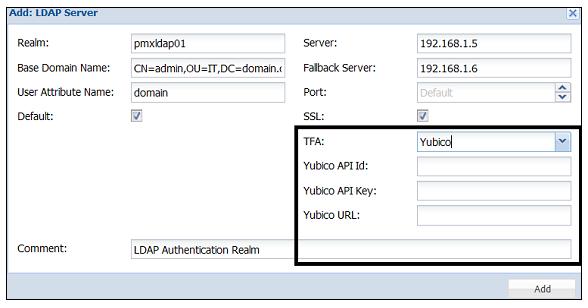 Add: LDAP Server
Realm: pmxldap01 Server: 192.168.1.5
Base Domain Name: CN=admin,OU=IT,DC=domain.c Fallback Server: 192.168.1.6
User Attribute Name: domain Port: Default
Default: SSL:
TFA: Yubico
Yubico API Id:
Yubico API Key:
Yubico URL:
Comment: LDAP Authentication Realm
Add